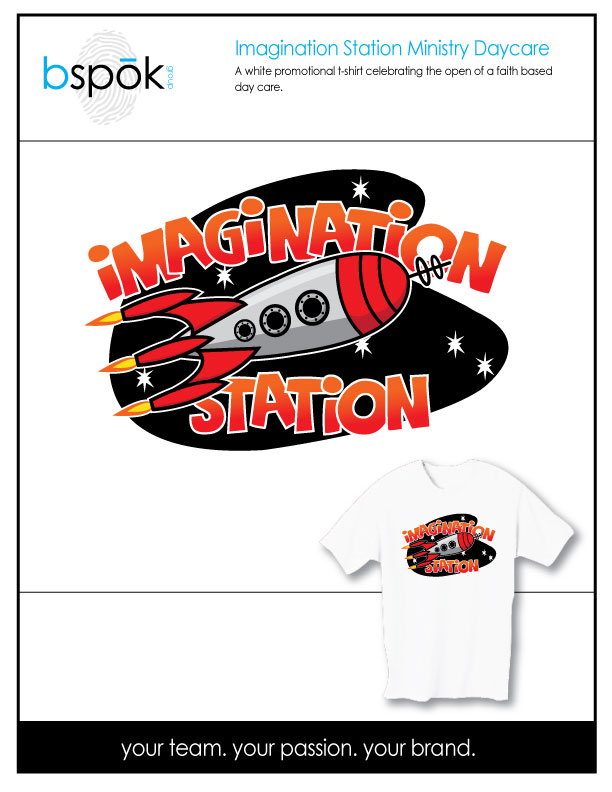 bspōk
group
Imagination Station Ministry Daycare
A white promotional t-shirt celebrating the open of a faith based
day care.
iMAGiNATiON
STATiON
iMAGiNATiON
STATiON
your team. your passion. your brand.